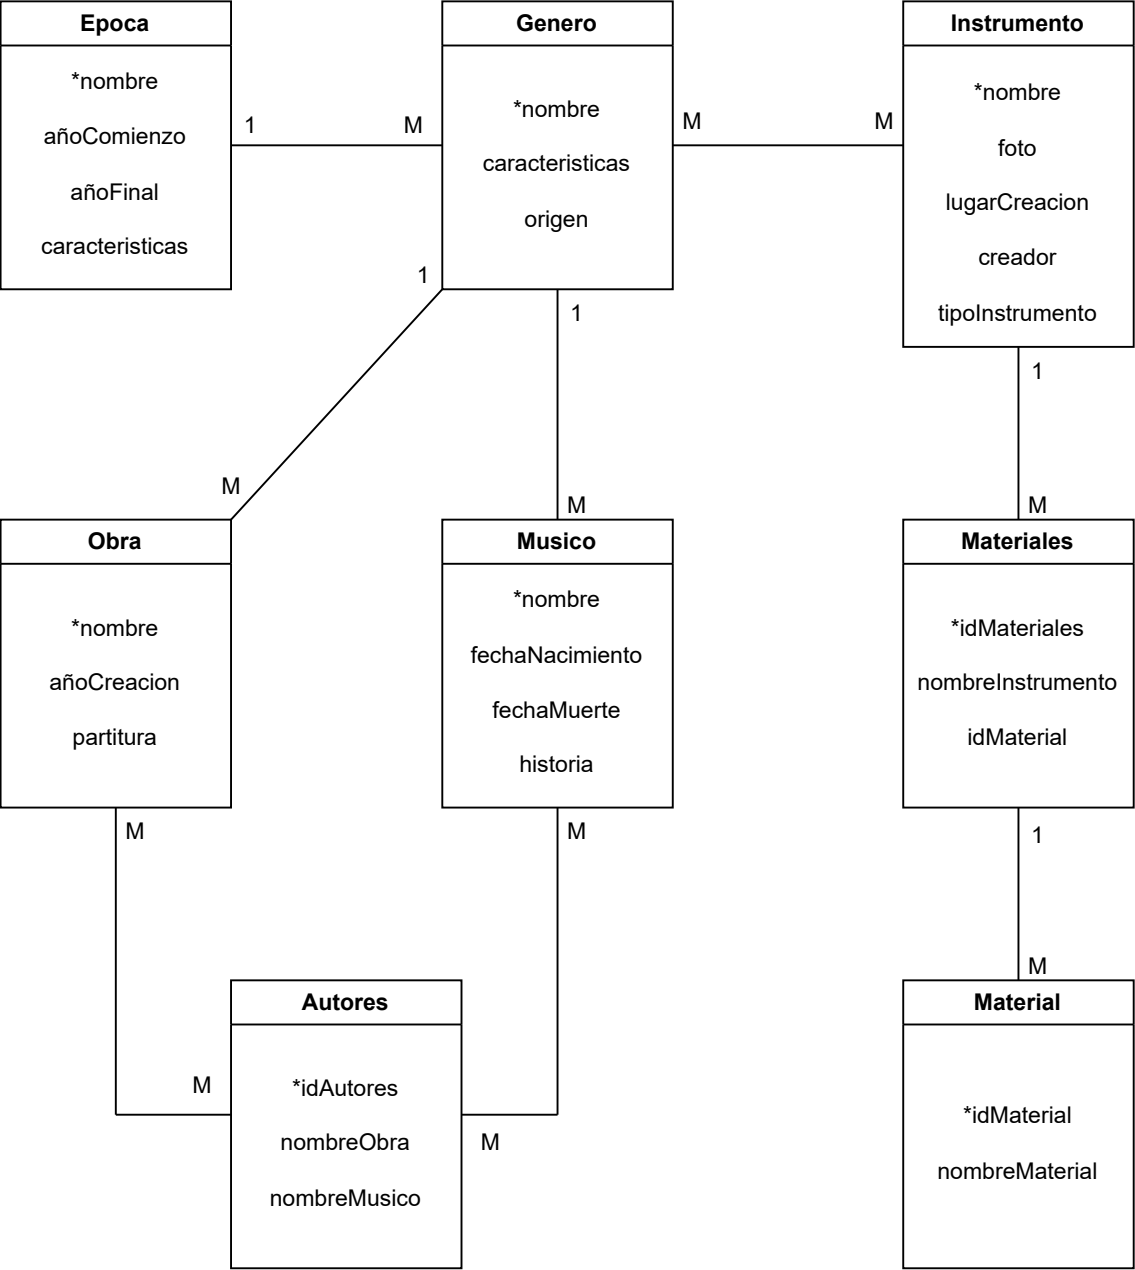 Epoca
*nombre
añoComienzo
añoFinal
caracteristicas
1
M
Genero
*nombre
caracteristicas
origen
M
M
Instrumento
*nombre
foto
lugarCreacion
creador
tipoInstrumento
1
1
1
M
M
M
Obra
*nombre
añoCreacion
partitura
Musico
*nombre
fechaNacimiento
fechaMuerte
historia
Materiales
*idMateriales
nombreInstrumento
idMaterial
M
M
1
M
M
M
Autores
*idAutores
nombreObra
nombreMusico
Material
*idMaterial
nombreMaterial